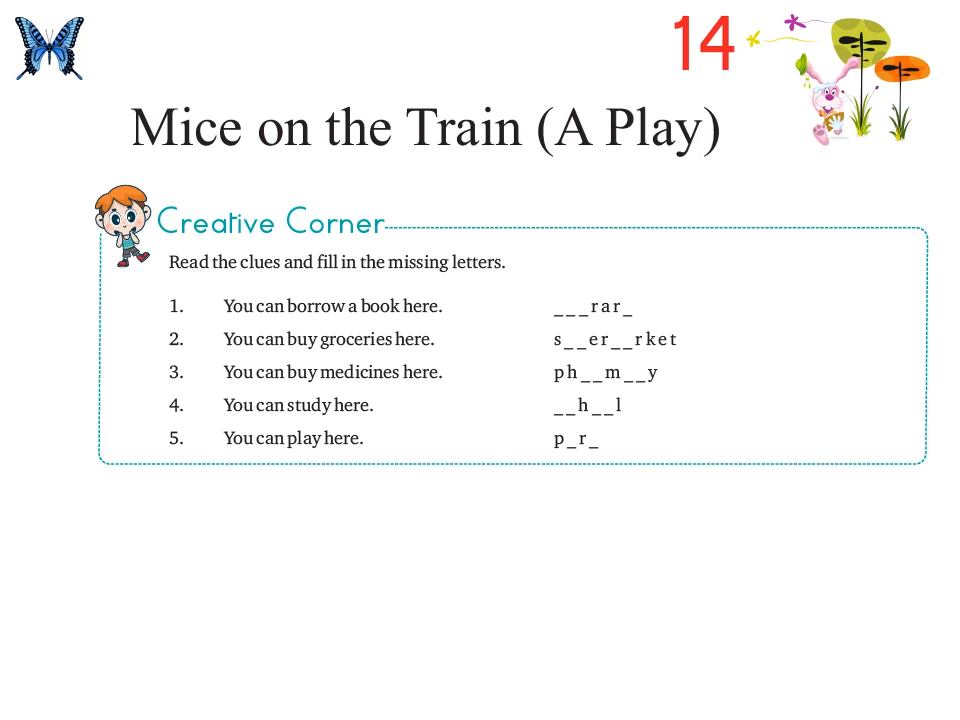 14
Mice on the Train (A Play)
Creative Corner
Read the clues and fill in the missing letters.
1. You can borrow a book here. _ _ _ r a r _
2. You can buy groceries here. s _ _ e r _ _ r k e t
3. You can buy medicines here. p h _ _ m _ _ y
4. You can study here. _ _ h _ _ l
5. You can play here. p _ r _